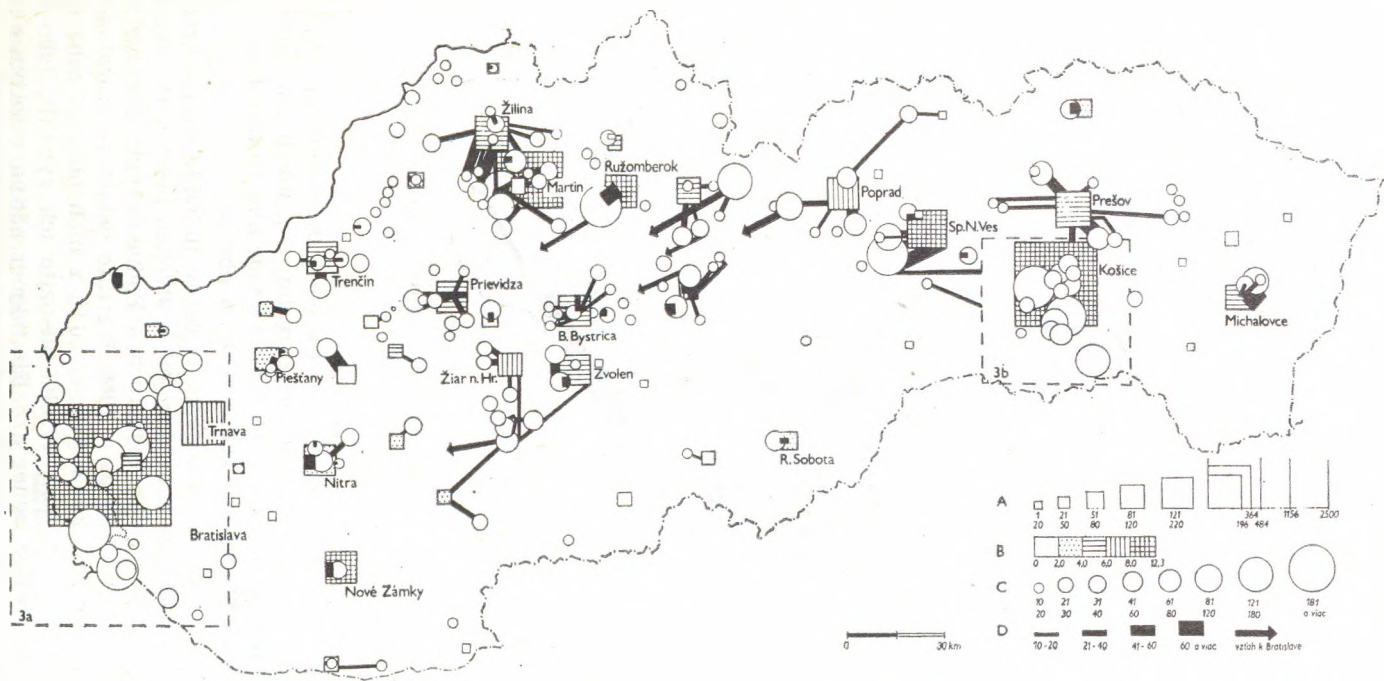 Žilina
Martin
Ružomberok
Poprad
Sp.N.Ves
Prešov
Košice
Michalovce
Trenčín
Prievidza
B. Bystrica
Piešťany
Žiar n. Hr.
Zvolen
3b
Trnava
Nitra
R. Sobota
Bratislava
Nové Zámky
3a
A
1 21 51 81 121 364 1156 2500
20 50 80 120 220 196 484
B
0 2,0 4,0 6,0 8,0 12,3
C
10 21 31 41 61 81 121 181
20 30 40 60 80 120 180 a viac
D
10-20 21-40 41-60 60 a viac vzťah k Bratislave
0 30 km